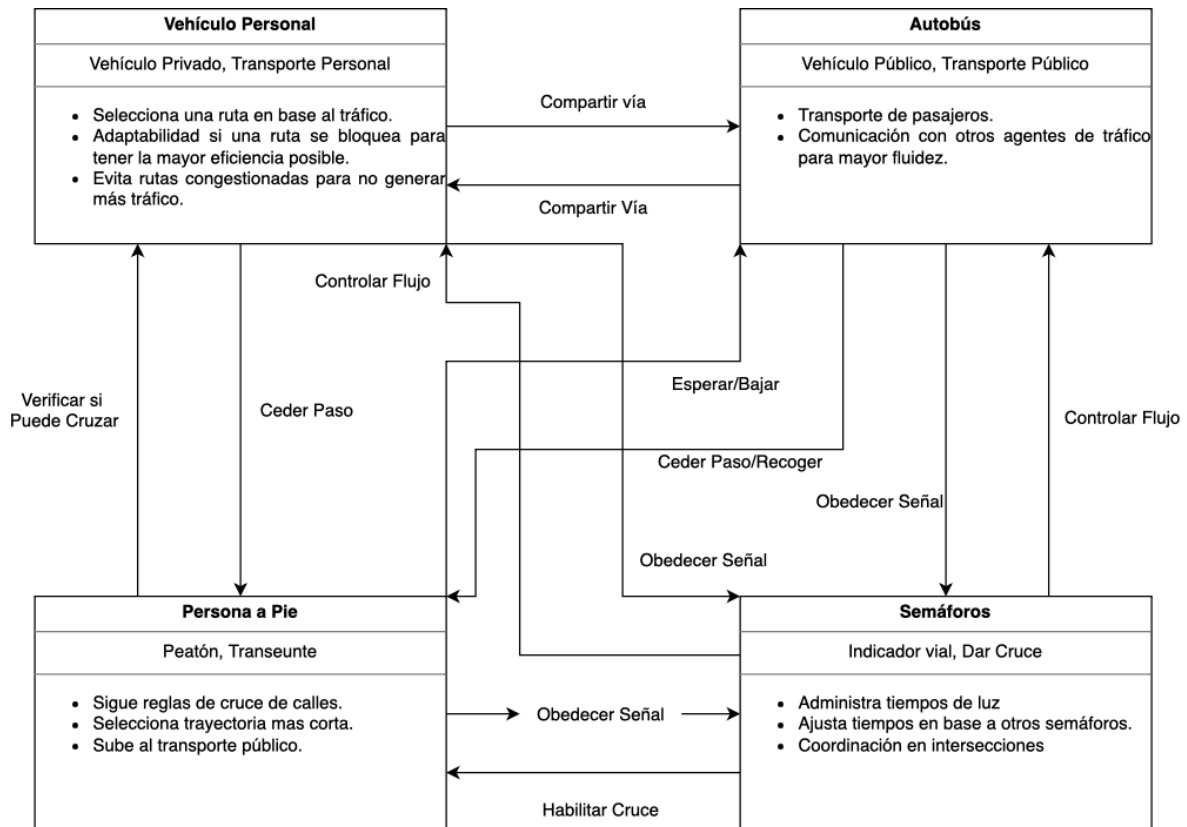 Vehículo Personal
Vehículo Privado, Transporte Personal
Selecciona una ruta en base al tráfico.
Adaptabilidad si una ruta se bloquea para
tener la mayor eficiencia posible.
Evita rutas congestionadas para no generar
más tráfico.
Compartir vía
Compartir Vía
Autobús
Vehículo Público, Transporte Público
Transporte de pasajeros.
Comunicación con otros agentes de tráfico
para mayor fluidez.
Controlar Flujo
Verificar si
Puede Cruzar
Ceder Paso
Esperar/Bajar
Controlar Flujo
Ceder Paso/Recoger
Obedecer Señal
Obedecer Señal
Persona a Pie
Peatón, Transeunte
Sigue reglas de cruce de calles.
Selecciona trayectoria mas corta.
Sube al transporte público.
Obedecer Señal
Habilitar Cruce
Semáforos
Indicador vial, Dar Cruce
Administra tiempos de luz
Ajusta tiempos en base a otros semáforos.
Coordinación en intersecciones